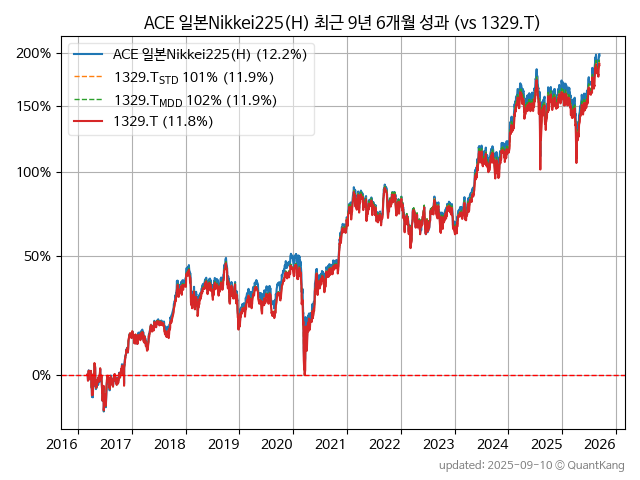 ACE 일본Nikkei225(H) 최근 9년 6개월 성과 (vs 1329.T)
200%
150%
100%
50%
0%
ACE 일본Nikkei225(H) (12.2%)
1329.T_STD 101% (11.9%)
1329.T_MDD 102% (11.9%)
1329.T (11.8%)
2016 2017 2018 2019 2020 2021 2022 2023 2024 2025 2026
updated: 2025-09-10 © QuantKang